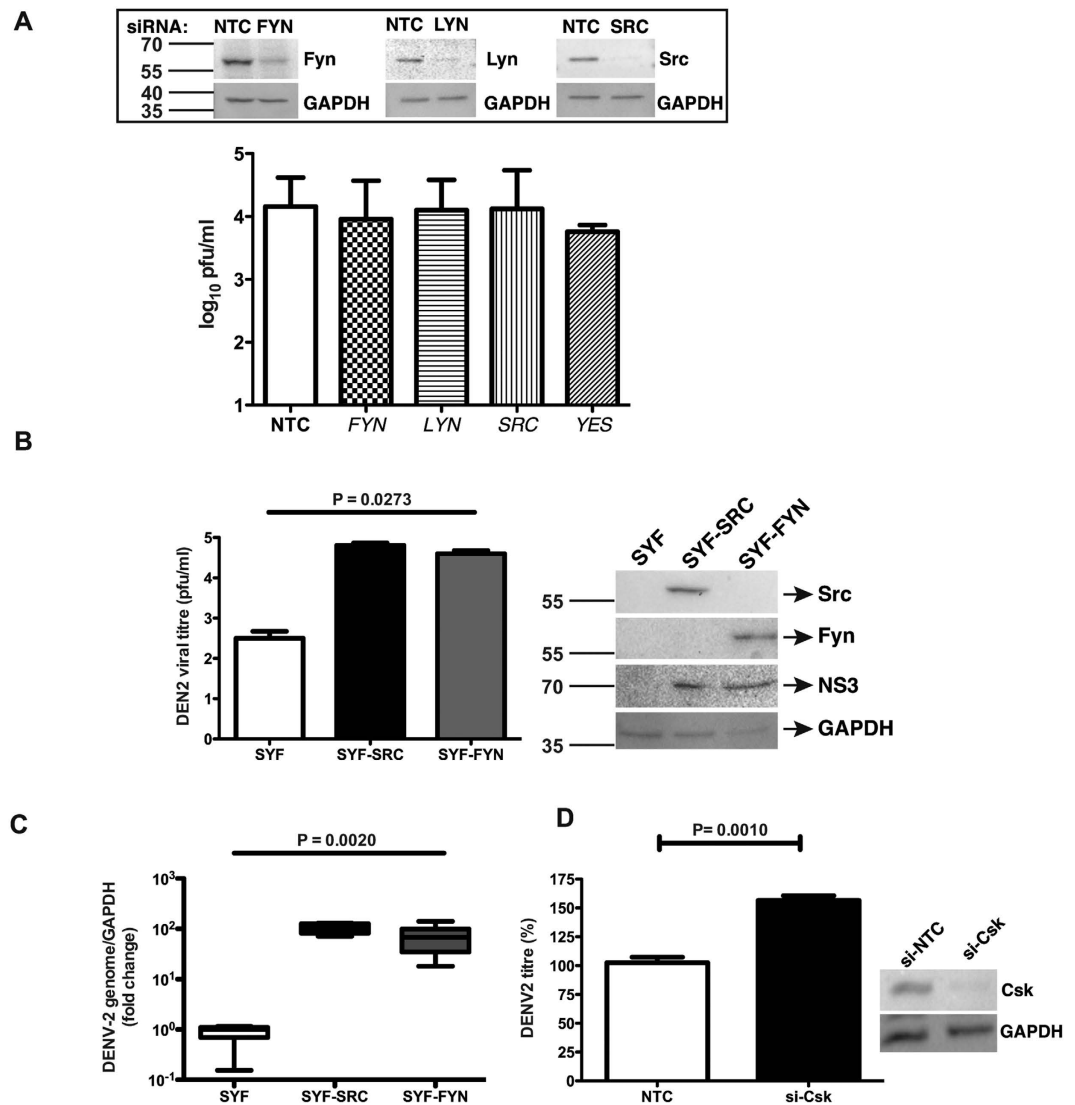 A
siRNA: NTC FYN NTC LYN NTC SRC
70
55
40
35
Fyn
GAPDH
Lyn
GAPDH
Src
GAPDH
log10 pfu/ml
5
4
3
2
1
NTC FYN LYN SRC YES
B
P = 0.0273
DEN2 viral titre (pfu/ml)
5
4
3
2
1
0
SYF SYF-SRC SYF-FYN
SYF SYF-SRC SYF-FYN
55 Src
55 Fyn
70 NS3
35 GAPDH
C
P = 0.0020
DENV-2 genome/GAPDH
(fold change)
10³
10²
10¹
10⁰
10⁻¹
SYF SYF-SRC SYF-FYN
D
P= 0.0010
DENV2 titre (%)
175
150
125
100
75
50
25
0
NTC si-Csk
si-NTC si-Csk
Csk
GAPDH